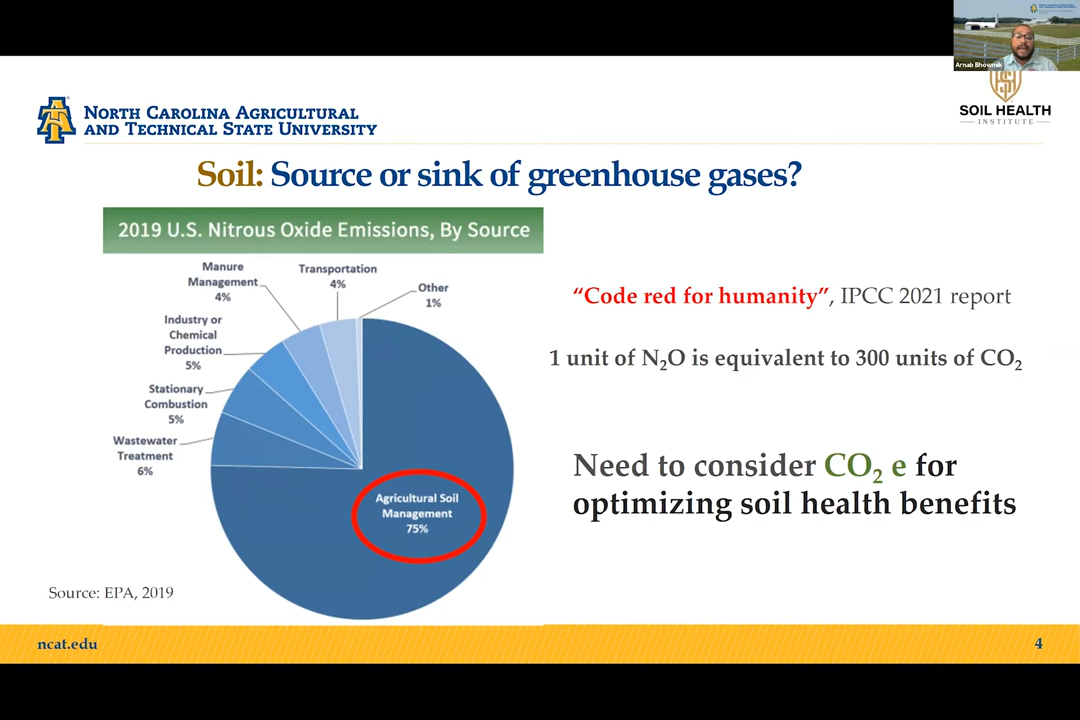 Arnab Bhowmik
NORTH CAROLINA AGRICULTURAL
AND TECHNICAL STATE UNIVERSITY
SOIL HEALTH
INSTITUTE
Soil: Source or sink of greenhouse gases?
2019 U.S. Nitrous Oxide Emissions, By Source
Manure
Management
4%
Transportation
4%
Other
1%
Industry or
Chemical
Production
5%
Stationary
Combustion
5%
Wastewater
Treatment
6%
Agricultural Soil
Management
75%
"Code red for humanity", IPCC 2021 report
1 unit of N₂O is equivalent to 300 units of CO₂
Need to consider CO₂ e for
optimizing soil health benefits
Source: EPA, 2019
ncat.edu
4